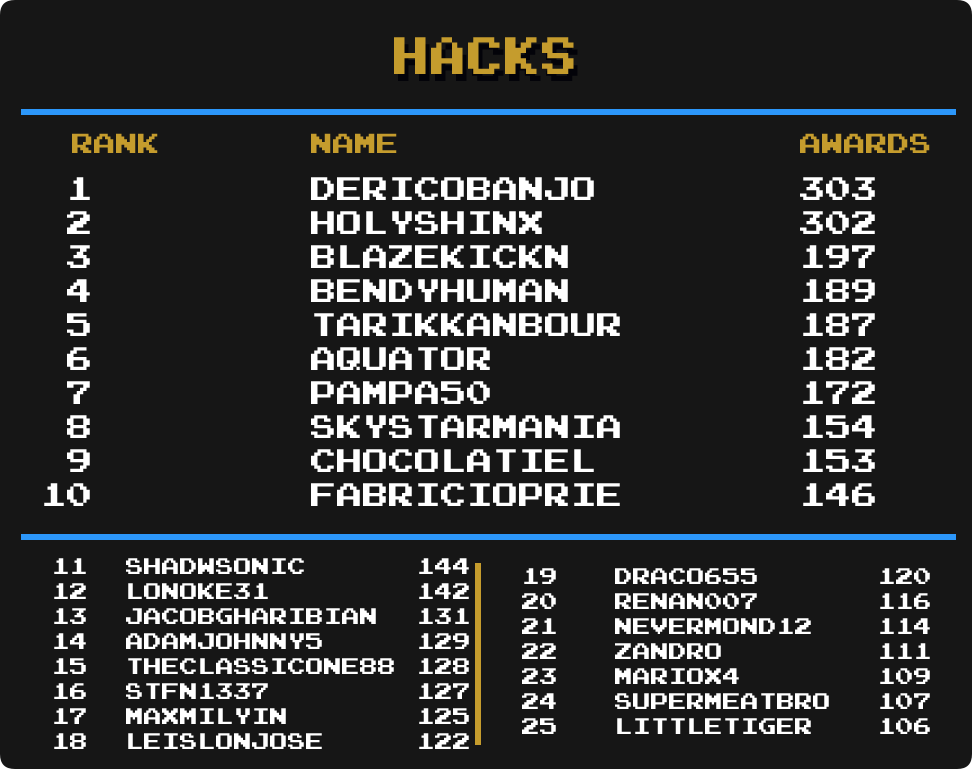 HACKS
RANK NAME AWARDS
1 DERICOBANJO 303
2 HOLYSHINX 302
3 BLAZEKICKN 197
4 BENDYHUMAN 189
5 TARIKKANBOUR 187
6 AQUATOR 182
7 PAMPA50 172
8 SKYSTARMANIA 154
9 CHOCOLATIEL 153
10 FABRICIOPRIE 146
11 SHADWSONIC 144
12 LONOKE31 142
13 JACOBGHARIBIAN 131
14 ADAMJOHNNY5 129
15 THECLASSICONE88 128
16 STFN1337 127
17 MAXMILYIN 125
18 LEISLONJOSE 122
19 DRACO655 120
20 RENAN007 116
21 NEVERMOND12 114
22 ZANDRO 111
23 MARIOX4 109
24 SUPERMEATBRO 107
25 LITTLETIGER 106